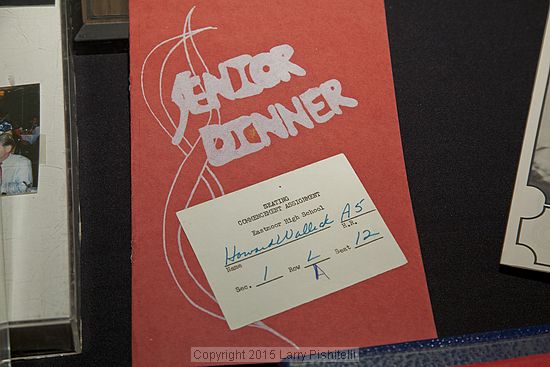 SENIOR
DINNER
SEATING
COMMENCEMENT ASSIGNMENT
Eastmoor High School
Howard Wallick A5
Name H.R.
Sec. 1 Row L Seat 12
A
Copyright © 2015 Larry Pishitelli